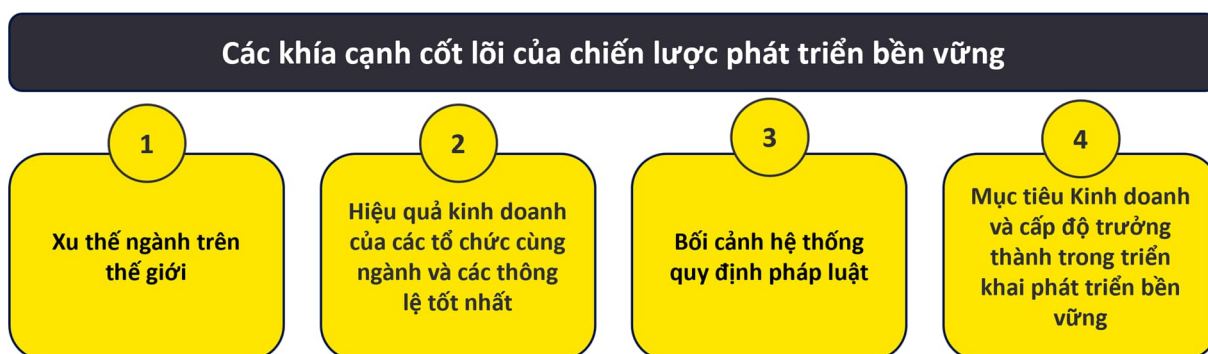 Các khía cạnh cốt lõi của chiến lược phát triển bền vững
1
Xu thế ngành trên
thế giới
2
Hiệu quả kinh doanh
của các tổ chức cùng
ngành và các thông
lệ tốt nhất
3
Bối cảnh hệ thống
quy định pháp luật
4
Mục tiêu Kinh doanh
và cấp độ trưởng
thành trong triển
khai phát triển bền
vững